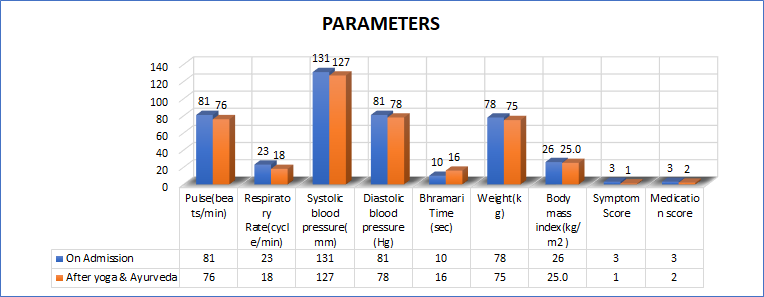 PARAMETERS
131 127
140
120
100
80
60
40
20
0
81 76
23 18
81 78
10 16
78 75
26 25.0
3 1
3 2
Pulse(bea
ts/min)
Respirato
ry
Rate(cycl
e/min)
Systolic
blood
pressure(
mm)
Diastolic
blood
pressure
(Hg)
Bhramari
Time
(sec)
Weight(k
g)
Body
mass
index(kg/
m2)
Symptom
Score
Medicatio
n score
On Admission 81 23 131 81 10 78 26 3 3
After yoga & Ayurveda 76 18 127 78 16 75 25.0 1 2